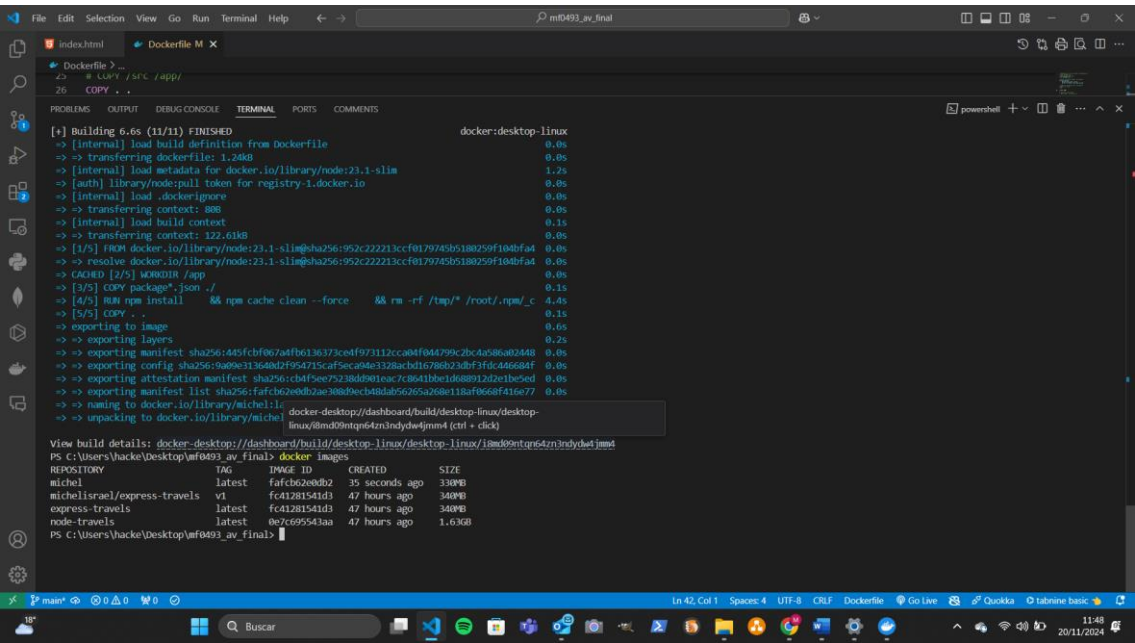 File Edit Selection View Go Run Terminal Help
mf0493_av_final
index.html
Dockerfile M
Dockerfile > ...
25 # COPY /src /app/
26 COPY . .
PROBLEMS OUTPUT DEBUG CONSOLE TERMINAL PORTS COMMENTS
powershell
[+] Building 6.6s (11/11) FINISHED docker:desktop-linux
=> [internal] load build definition from Dockerfile 0.0s
=> => transferring dockerfile: 1.24kB 0.0s
=> [internal] load metadata for docker.io/library/node:23.1-slim 1.2s
=> [auth] library/node:pull token for registry-1.docker.io 0.0s
=> [internal] load .dockerignore 0.0s
=> => transferring context: 80B 0.0s
=> [internal] load build context 0.1s
=> => transferring context: 122.61kB 0.0s
=> [1/5] FROM docker.io/library/node:23.1-slim@sha256:952c222213ccf0179745b5180259f104bfa4 0.0s
=> => resolve docker.io/library/node:23.1-slim@sha256:952c222213ccf0179745b5180259f104bfa4 0.0s
=> CACHED [2/5] WORKDIR /app 0.0s
=> [3/5] COPY package*.json ./ 0.1s
=> [4/5] RUN npm install && npm cache clean --force && rm -rf /tmp/* /root/.npm/_c 4.4s
=> [5/5] COPY . . 0.1s
=> exporting to image 0.6s
=> => exporting layers 0.2s
=> => exporting manifest sha256:445fcbf067a4fb6136373ce4f973112cca04f044799c2bc4a586a02448 0.0s
=> => exporting config sha256:9a09e313640d2f954715caf5eca94e3328acbd16786b23dbf3fdc446684f 0.0s
=> => exporting attestation manifest sha256:cb4f5ee75238dd901eac7c8641bbe1d688912d2e1be5ed 0.0s
=> => exporting manifest list sha256:fafcb62e0db2ae308d9ecb48dab56265a268e118af0668f416e77 0.0s
=> => naming to docker.io/library/michel:la
=> => unpacking to docker.io/library/michel
docker-desktop://dashboard/build/desktop-linux/desktop-
linux/i8md09ntqn64zn3ndydw4jmm4 (ctrl + click)
View build details: docker-desktop://dashboard/build/desktop-linux/desktop-linux/i8md09ntqn64zn3ndydw4jmm4
PS C:\Users\hacke\Desktop\mf0493_av_final> docker images
REPOSITORY TAG IMAGE ID CREATED SIZE
michel latest fafcb62e0db2 35 seconds ago 330MB
michelisrael/express-travels v1 fc41281541d3 47 hours ago 340MB
express-travels latest fc41281541d3 47 hours ago 340MB
node-travels latest 0e7c695543aa 47 hours ago 1.63GB
PS C:\Users\hacke\Desktop\mf0493_av_final>
main* 0 0 0 Ln 42, Col 1 Spaces: 4 UTF-8 CRLF Dockerfile Go Live Quokka tabnine basic
18° Buscar 11:48
20/11/2024